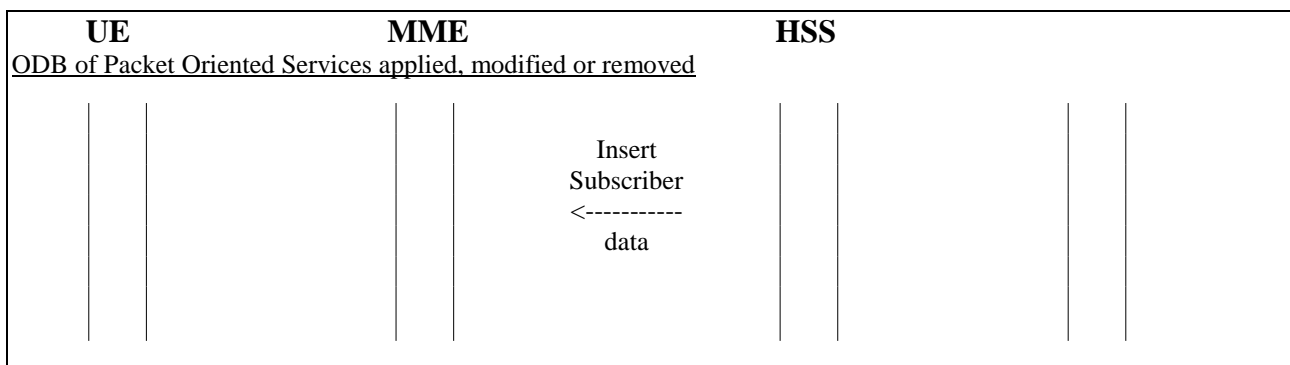 UE MME HSS
ODB of Packet Oriented Services applied, modified or removed
Insert
Subscriber
<-----------
data